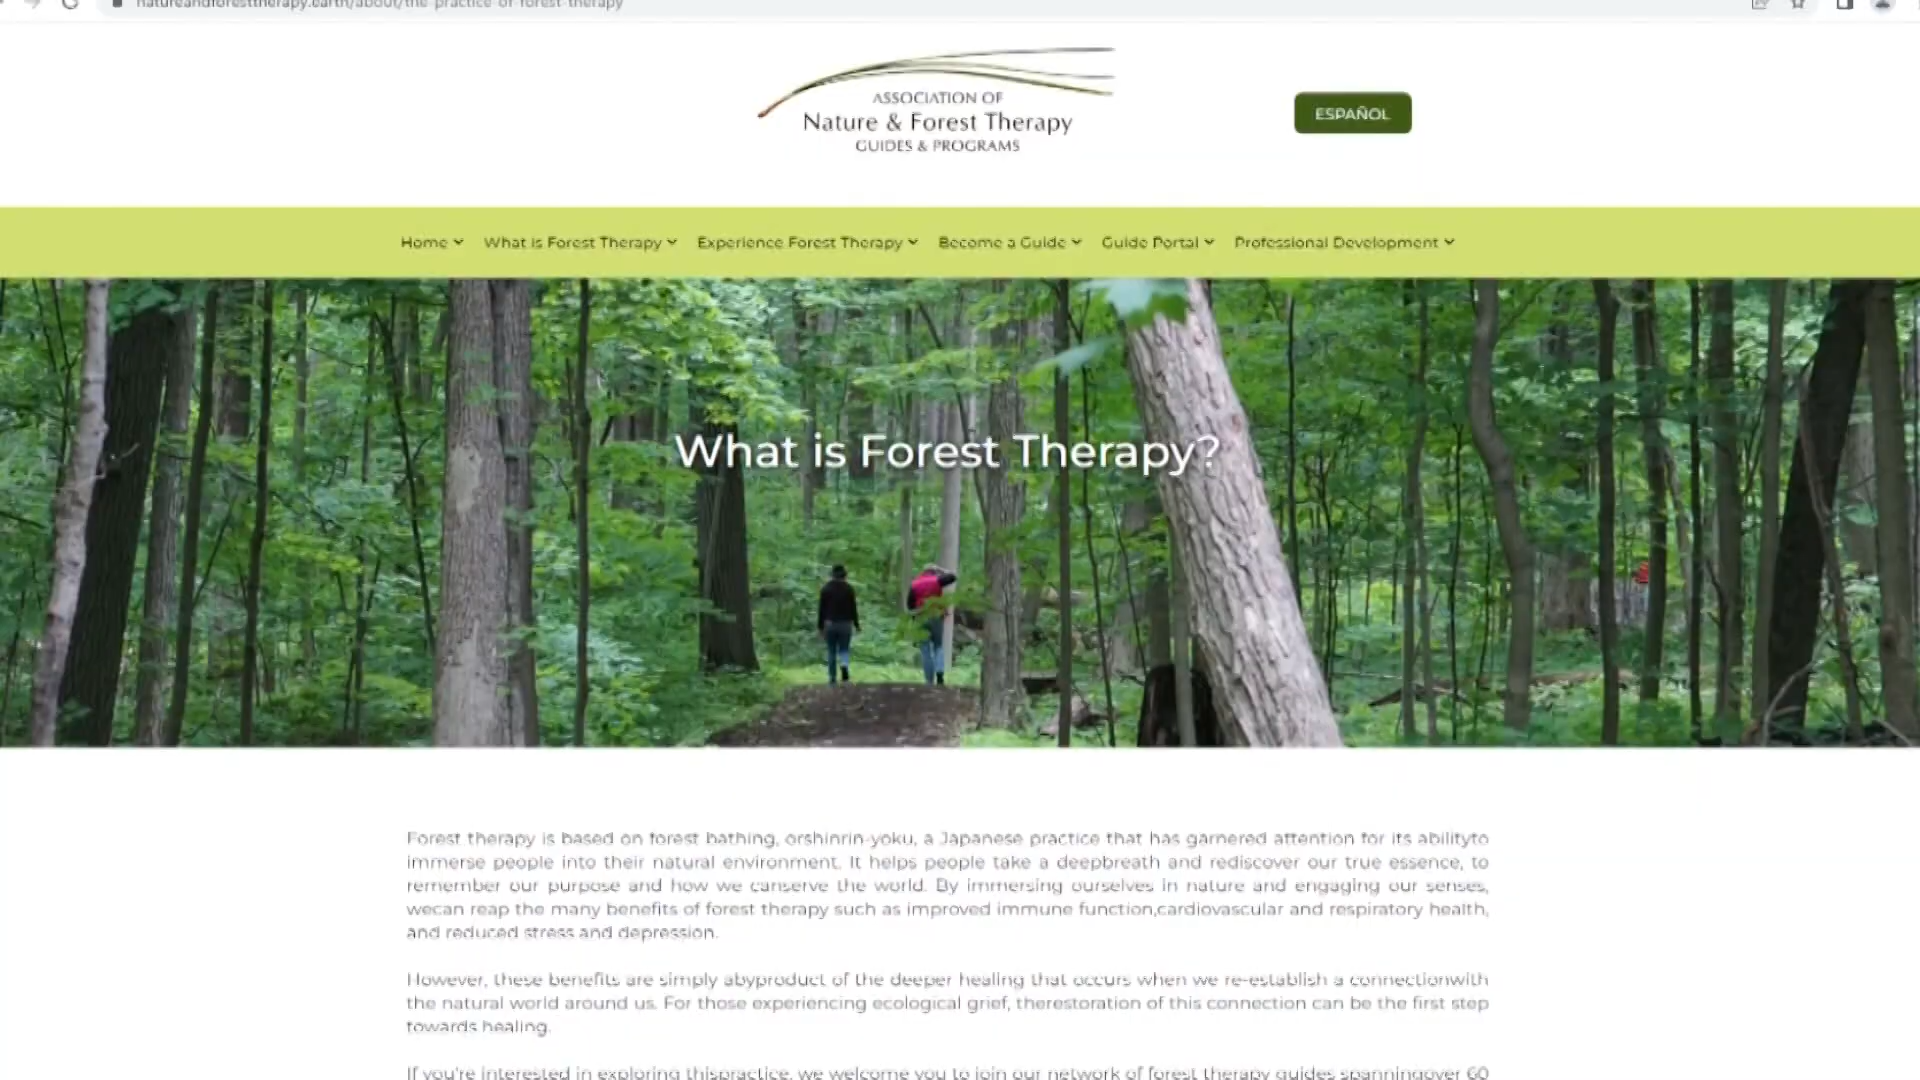 natureandforesttherapy.earth/about/the-practice-of-forest-therapy
ASSOCIATION OF
Nature & Forest Therapy
GUIDES & PROGRAMS
ESPAÑOL
Home What is Forest Therapy Experience Forest Therapy Become a Guide Guide Portal Professional Development
What is Forest Therapy?
Forest therapy is based on forest bathing, orshinrin-yoku, a Japanese practice that has garnered attention for its abilityto
immerse people into their natural environment. It helps people take a deepbreath and rediscover our true essence, to
remember our purpose and how we canserve the world. By immersing ourselves in nature and engaging our senses,
wecan reap the many benefits of forest therapy such as improved immune function,cardiovascular and respiratory health,
and reduced stress and depression.
However, these benefits are simply abyproduct of the deeper healing that occurs when we re-establish a connectionwith
the natural world around us. For those experiencing ecological grief, therestoration of this connection can be the first step
towards healing.
If you're interested in exploring thispractice, we welcome you to join our network of forest therapy guides spanningover 60